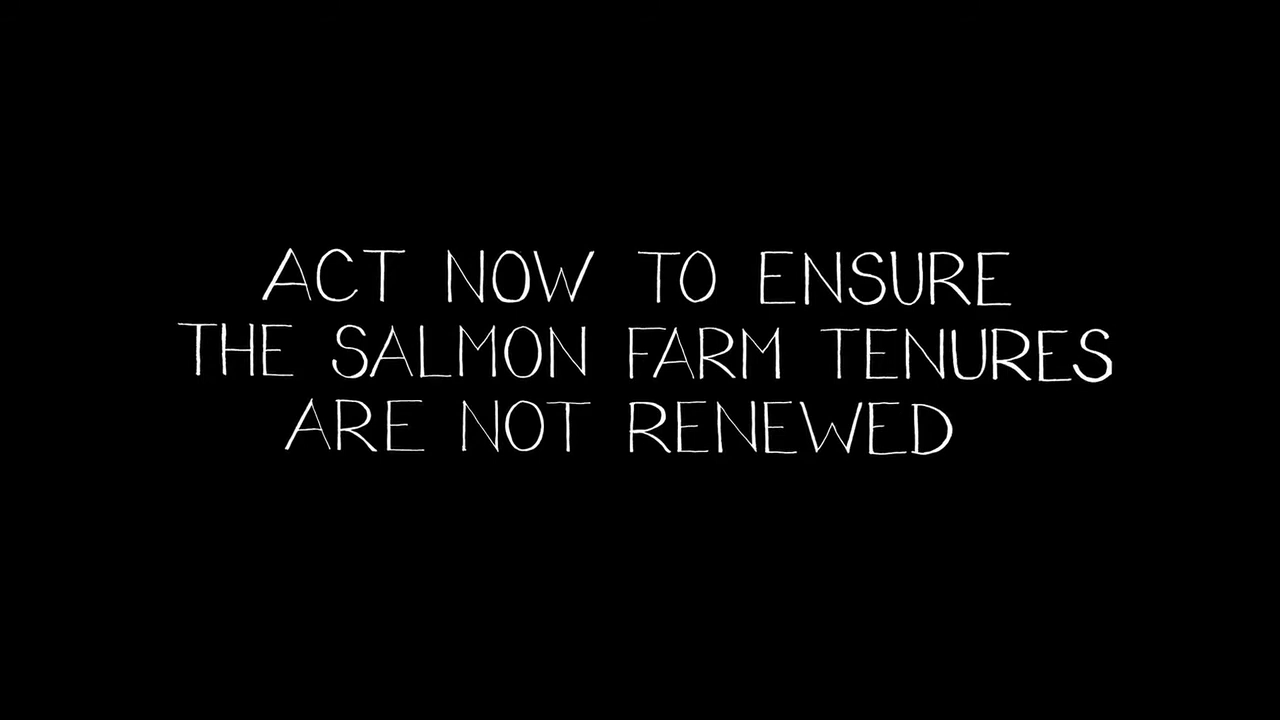 ACT NOW TO ENSURE
THE SALMON FARM TENURES
ARE NOT RENEWED